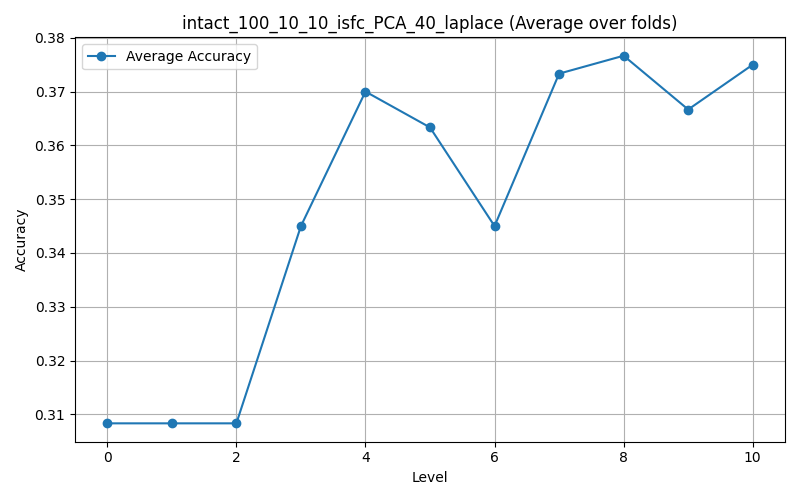 intact_100_10_10_isfc_PCA_40_laplace (Average over folds)
Average Accuracy
0.38
0.37
0.36
0.35
0.34
0.33
0.32
0.31
Accuracy
0 2 4 6 8 10
Level